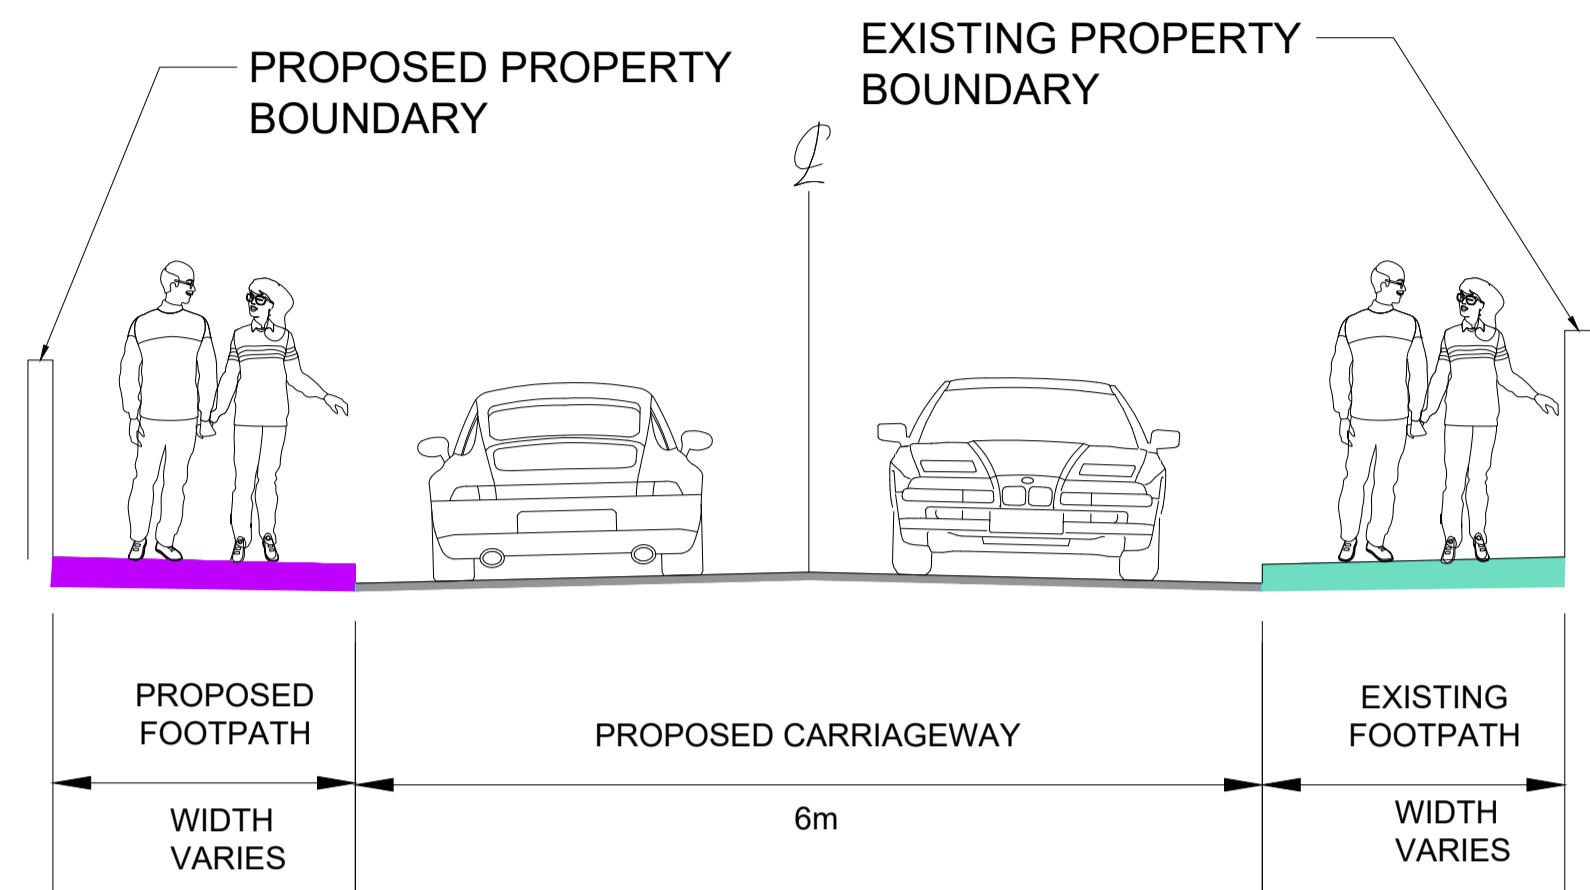 PROPOSED PROPERTY
BOUNDARY
EXISTING PROPERTY
BOUNDARY
℄
PROPOSED
FOOTPATH
PROPOSED CARRIAGEWAY
EXISTING
FOOTPATH
WIDTH
VARIES
6m
WIDTH
VARIES